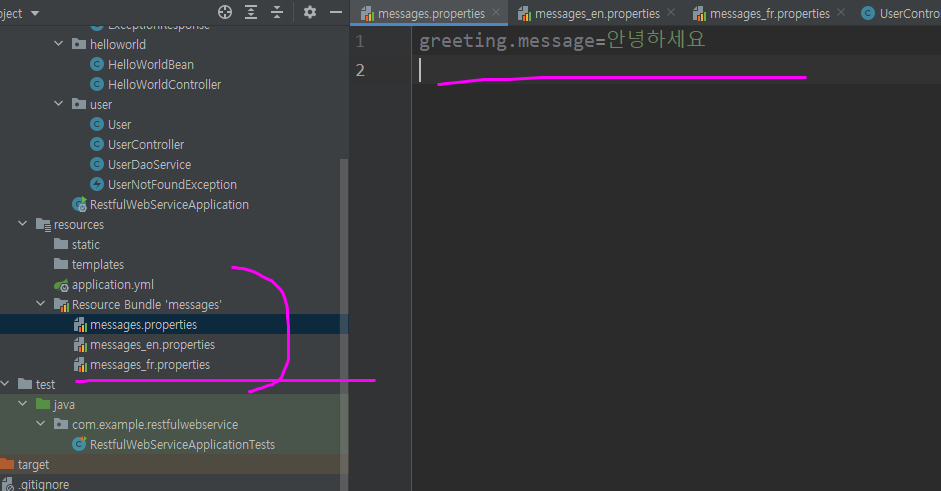 ject
ExceptionResponse
helloworld
HelloWorldBean
HelloWorldController
user
User
UserController
UserDaoService
UserNotFoundException
RestfulWebServiceApplication
resources
static
templates
application.yml
Resource Bundle 'messages'
messages.properties
messages_en.properties
messages_fr.properties
test
java
com.example.restfulwebservice
RestfulWebServiceApplicationTests
target
.gitignore
messages.properties messages_en.properties messages_fr.properties UserContro
1 greeting.message=안녕하세요
2